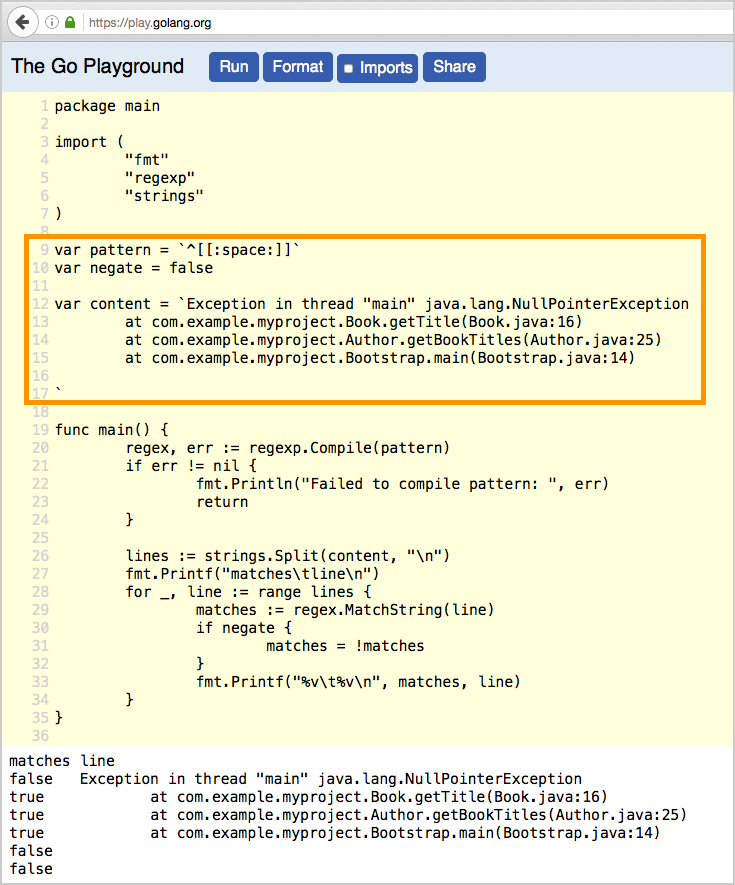 https://play.golang.org
The Go Playground Run Format Imports Share
1 package main
2
3 import (
4         "fmt"
5         "regexp"
6         "strings"
7 )
8
9 var pattern = `^[[:space:]]`
10 var negate = false
11
12 var content = `Exception in thread "main" java.lang.NullPointerException
13         at com.example.myproject.Book.getTitle(Book.java:16)
14         at com.example.myproject.Author.getBookTitles(Author.java:25)
15         at com.example.myproject.Bootstrap.main(Bootstrap.java:14)
16
17 `
18
19 func main() {
20         regex, err := regexp.Compile(pattern)
21         if err != nil {
22                 fmt.Println("Failed to compile pattern: ", err)
23                 return
24         }
25
26         lines := strings.Split(content, "\n")
27         fmt.Printf("matches\tline\n")
28         for _, line := range lines {
29                 matches := regex.MatchString(line)
30                 if negate {
31                         matches = !matches
32                 }
33                 fmt.Printf("%v\t%v\n", matches, line)
34         }
35 }
36
matches line
false   Exception in thread "main" java.lang.NullPointerException
true            at com.example.myproject.Book.getTitle(Book.java:16)
true            at com.example.myproject.Author.getBookTitles(Author.java:25)
true            at com.example.myproject.Bootstrap.main(Bootstrap.java:14)
false
false